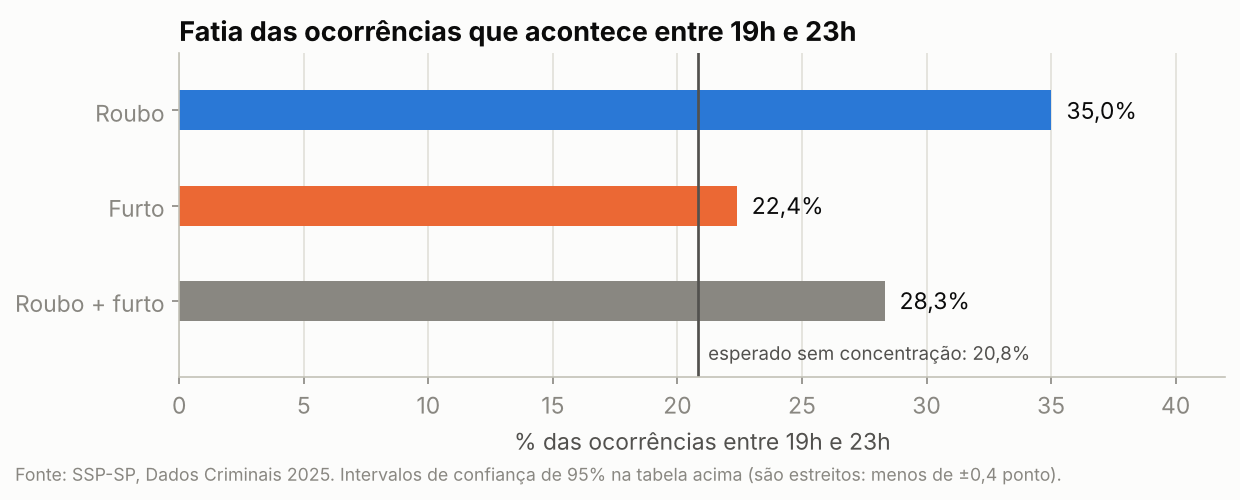 Fatia das ocorrências que acontece entre 19h e 23h
Roubo
35,0%
Furto
22,4%
Roubo + furto
28,3%
esperado sem concentração: 20,8%
0 5 10 15 20 25 30 35 40
% das ocorrências entre 19h e 23h
Fonte: SSP-SP, Dados Criminais 2025. Intervalos de confiança de 95% na tabela acima (são estreitos: menos de ±0,4 ponto).